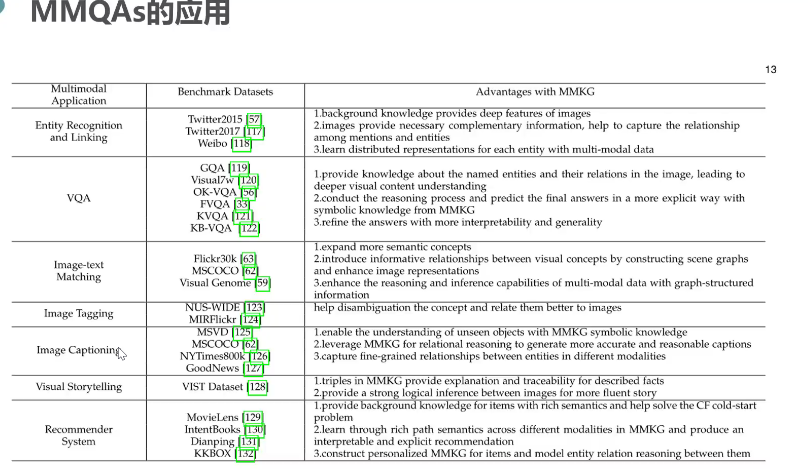 MMQAs的应用
13
Multimodal Application
Benchmark Datasets
Advantages with MMKG
Entity Recognition and Linking
Twitter2015 [57]
Twitter2017 [117]
Weibo [118]
1.background knowledge provides deep features of images
2.images provide necessary complementary information, help to capture the relationship
among mentions and entities
3.learn distributed representations for each entity with multi-modal data
VQA
GQA [119]
Visual7w [120]
OK-VQA [56]
FVQA [33]
KVQA [121]
KB-VQA [122]
1.provide knowledge about the named entities and their relations in the image, leading to
deeper visual content understanding
2.conduct the reasoning process and predict the final answers in a more explicit way with
symbolic knowledge from MMKG
3.refine the answers with more interpretability and generality
Image-text
Matching
Flickr30k [63]
MSCOCO [62]
Visual Genome [59]
1.expand more semantic concepts
2.introduce informative relationships between visual concepts by constructing scene graphs
and enhance image representations
3.enhance the reasoning and inference capabilities of multi-modal data with graph-structured
information
Image Tagging
NUS-WIDE [123]
MIRFlickr [124]
help disambiguation the concept and relate them better to images
Image Captioning
MSVD [125]
MSCOCO [62]
NYTimes800k [126]
GoodNews [127]
1.enable the understanding of unseen objects with MMKG symbolic knowledge
2.leverage MMKG for relational reasoning to generate more accurate and reasonable captions
3.capture fine-grained relationships between entities in different modalities
Visual Storytelling
VIST Dataset [128]
1.triples in MMKG provide explanation and traceability for described facts
2.provide a strong logical inference between images for more fluent story
Recommender
System
MovieLens [129]
IntentBooks [130]
Dianping [131]
KKBOX [132]
1.provide background knowledge for items with rich semantics and help solve the CF cold-start
problem
2.learn through rich path semantics across different modalities in MMKG and produce an
interpretable and explicit recommendation
3.construct personalized MMKG for items and model entity relation reasoning between them